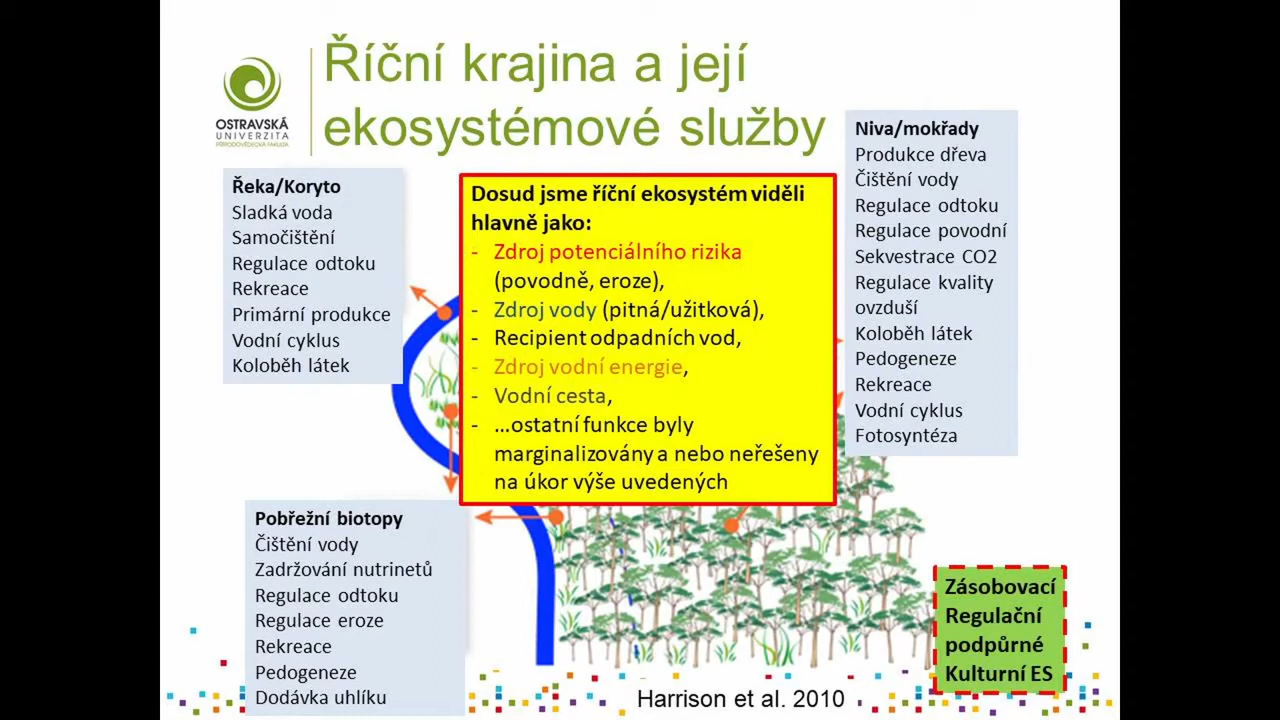 Říční krajina a její
ekosystémové služby
OSTRAVSKÁ
UNIVERZITA
PŘÍRODOVĚDECKÁ FAKULTA
Řeka/Koryto
Sladká voda
Samočištění
Regulace odtoku
Rekreace
Primární produkce
Vodní cyklus
Koloběh látek
Dosud jsme říční ekosystém viděli
hlavně jako:
- Zdroj potenciálního rizika
(povodně, eroze),
- Zdroj vody (pitná/užitková),
- Recipient odpadních vod,
- Zdroj vodní energie,
- Vodní cesta,
- …ostatní funkce byly
marginalizovány a nebo neřešeny
na úkor výše uvedených
Niva/mokřady
Produkce dřeva
Čištění vody
Regulace odtoku
Regulace povodní
Sekvestrace CO2
Regulace kvality
ovzduší
Koloběh látek
Pedogeneze
Rekreace
Vodní cyklus
Fotosyntéza
Pobřežní biotopy
Čištění vody
Zadržování nutrinetů
Regulace odtoku
Regulace eroze
Rekreace
Pedogeneze
Dodávka uhlíku
Zásobovací
Regulační
podpůrné
Kulturní ES
Harrison et al. 2010